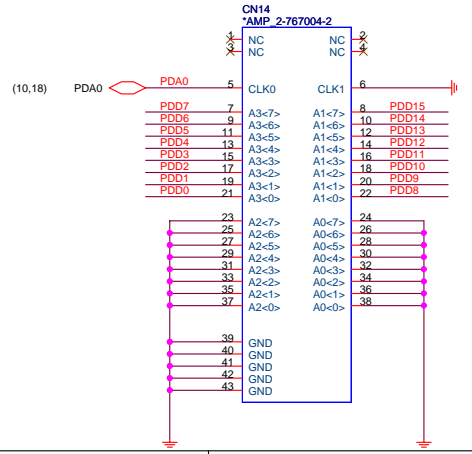 CN14
*AMP_2-767004-2
1 NC NC 2
3 NC NC 4
(10,18) PDA0 PDA0 5 CLK0 CLK1 6
PDD7 7 A3<7> A1<7> 8 PDD15
PDD6 9 A3<6> A1<6> 10 PDD14
PDD5 11 A3<5> A1<5> 12 PDD13
PDD4 13 A3<4> A1<4> 14 PDD12
PDD3 15 A3<3> A1<3> 16 PDD11
PDD2 17 A3<2> A1<2> 18 PDD10
PDD1 19 A3<1> A1<1> 20 PDD9
PDD0 21 A3<0> A1<0> 22 PDD8
23 A2<7> A0<7> 24
25 A2<6> A0<6> 26
27 A2<5> A0<5> 28
29 A2<4> A0<4> 30
31 A2<3> A0<3> 32
33 A2<2> A0<2> 34
35 A2<1> A0<1> 36
37 A2<0> A0<0> 38
39 GND
40 GND
41 GND
42 GND
43 GND